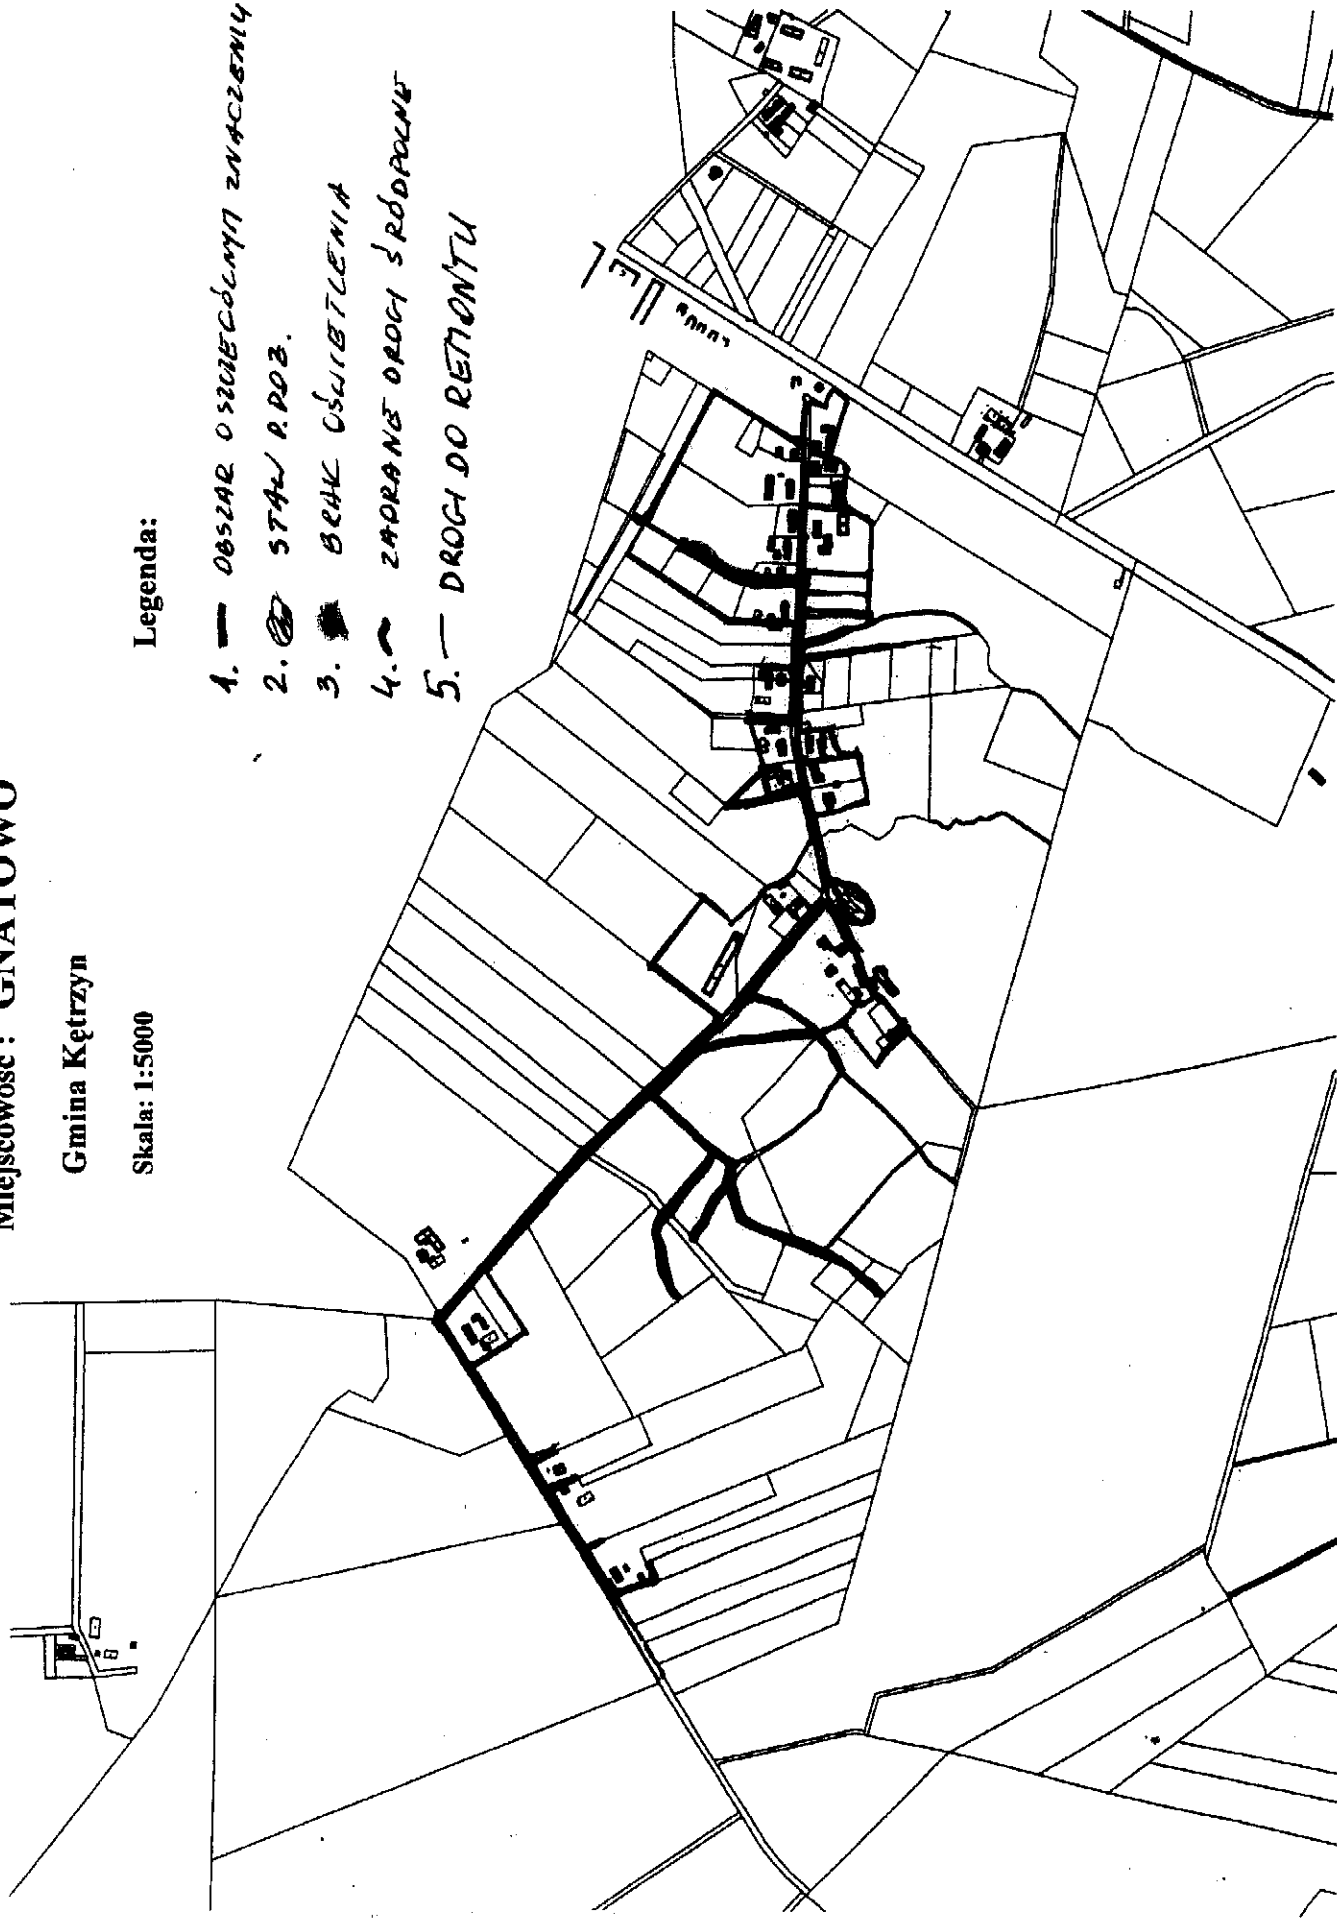 Miejscowość : GNATOWO
Gmina Kętrzyn
Skala: 1:5000
Legenda:
1. — OBSZAR O SZCZEGÓLNYM ZNACZENIU
2. STAW P.POŻ.
3. BRAK OŚWIETLENIA
4. ZAORANE DROGI ŚRÓDPOLNE
5. — DROGI DO REMONTU